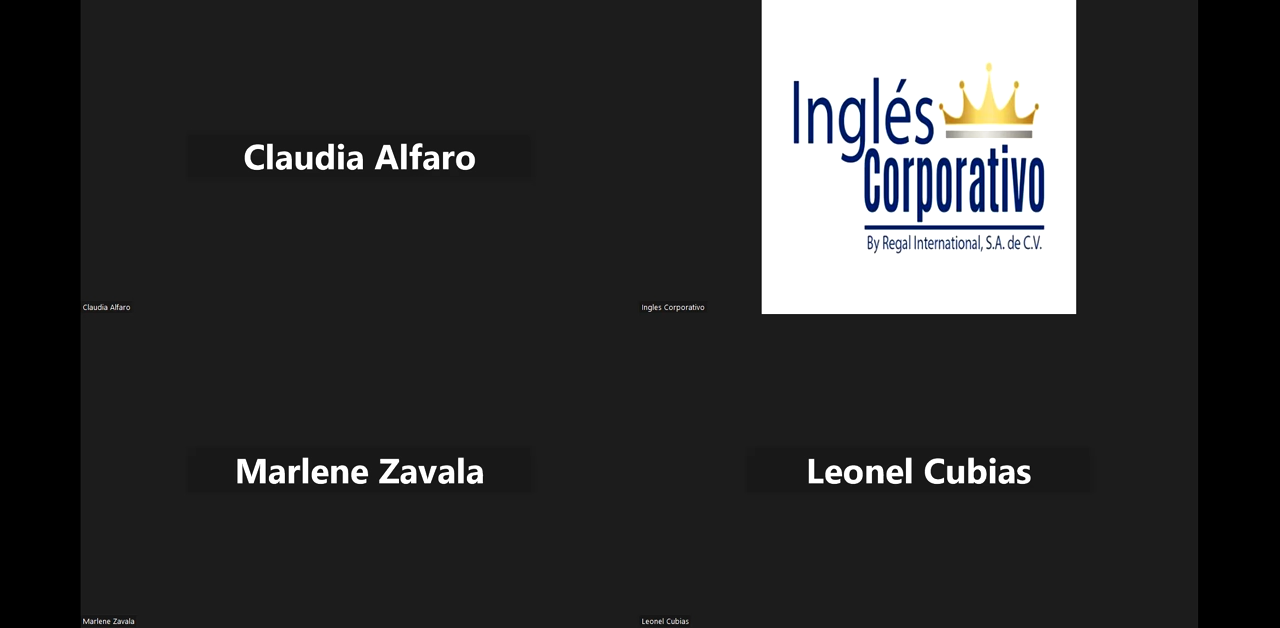 Claudia Alfaro
Claudia Alfaro
Inglés
Corporativo
By Regal International, S.A. de C.V.
Ingles Corporativo
Marlene Zavala
Marlene Zavala
Leonel Cubias
Leonel Cubias